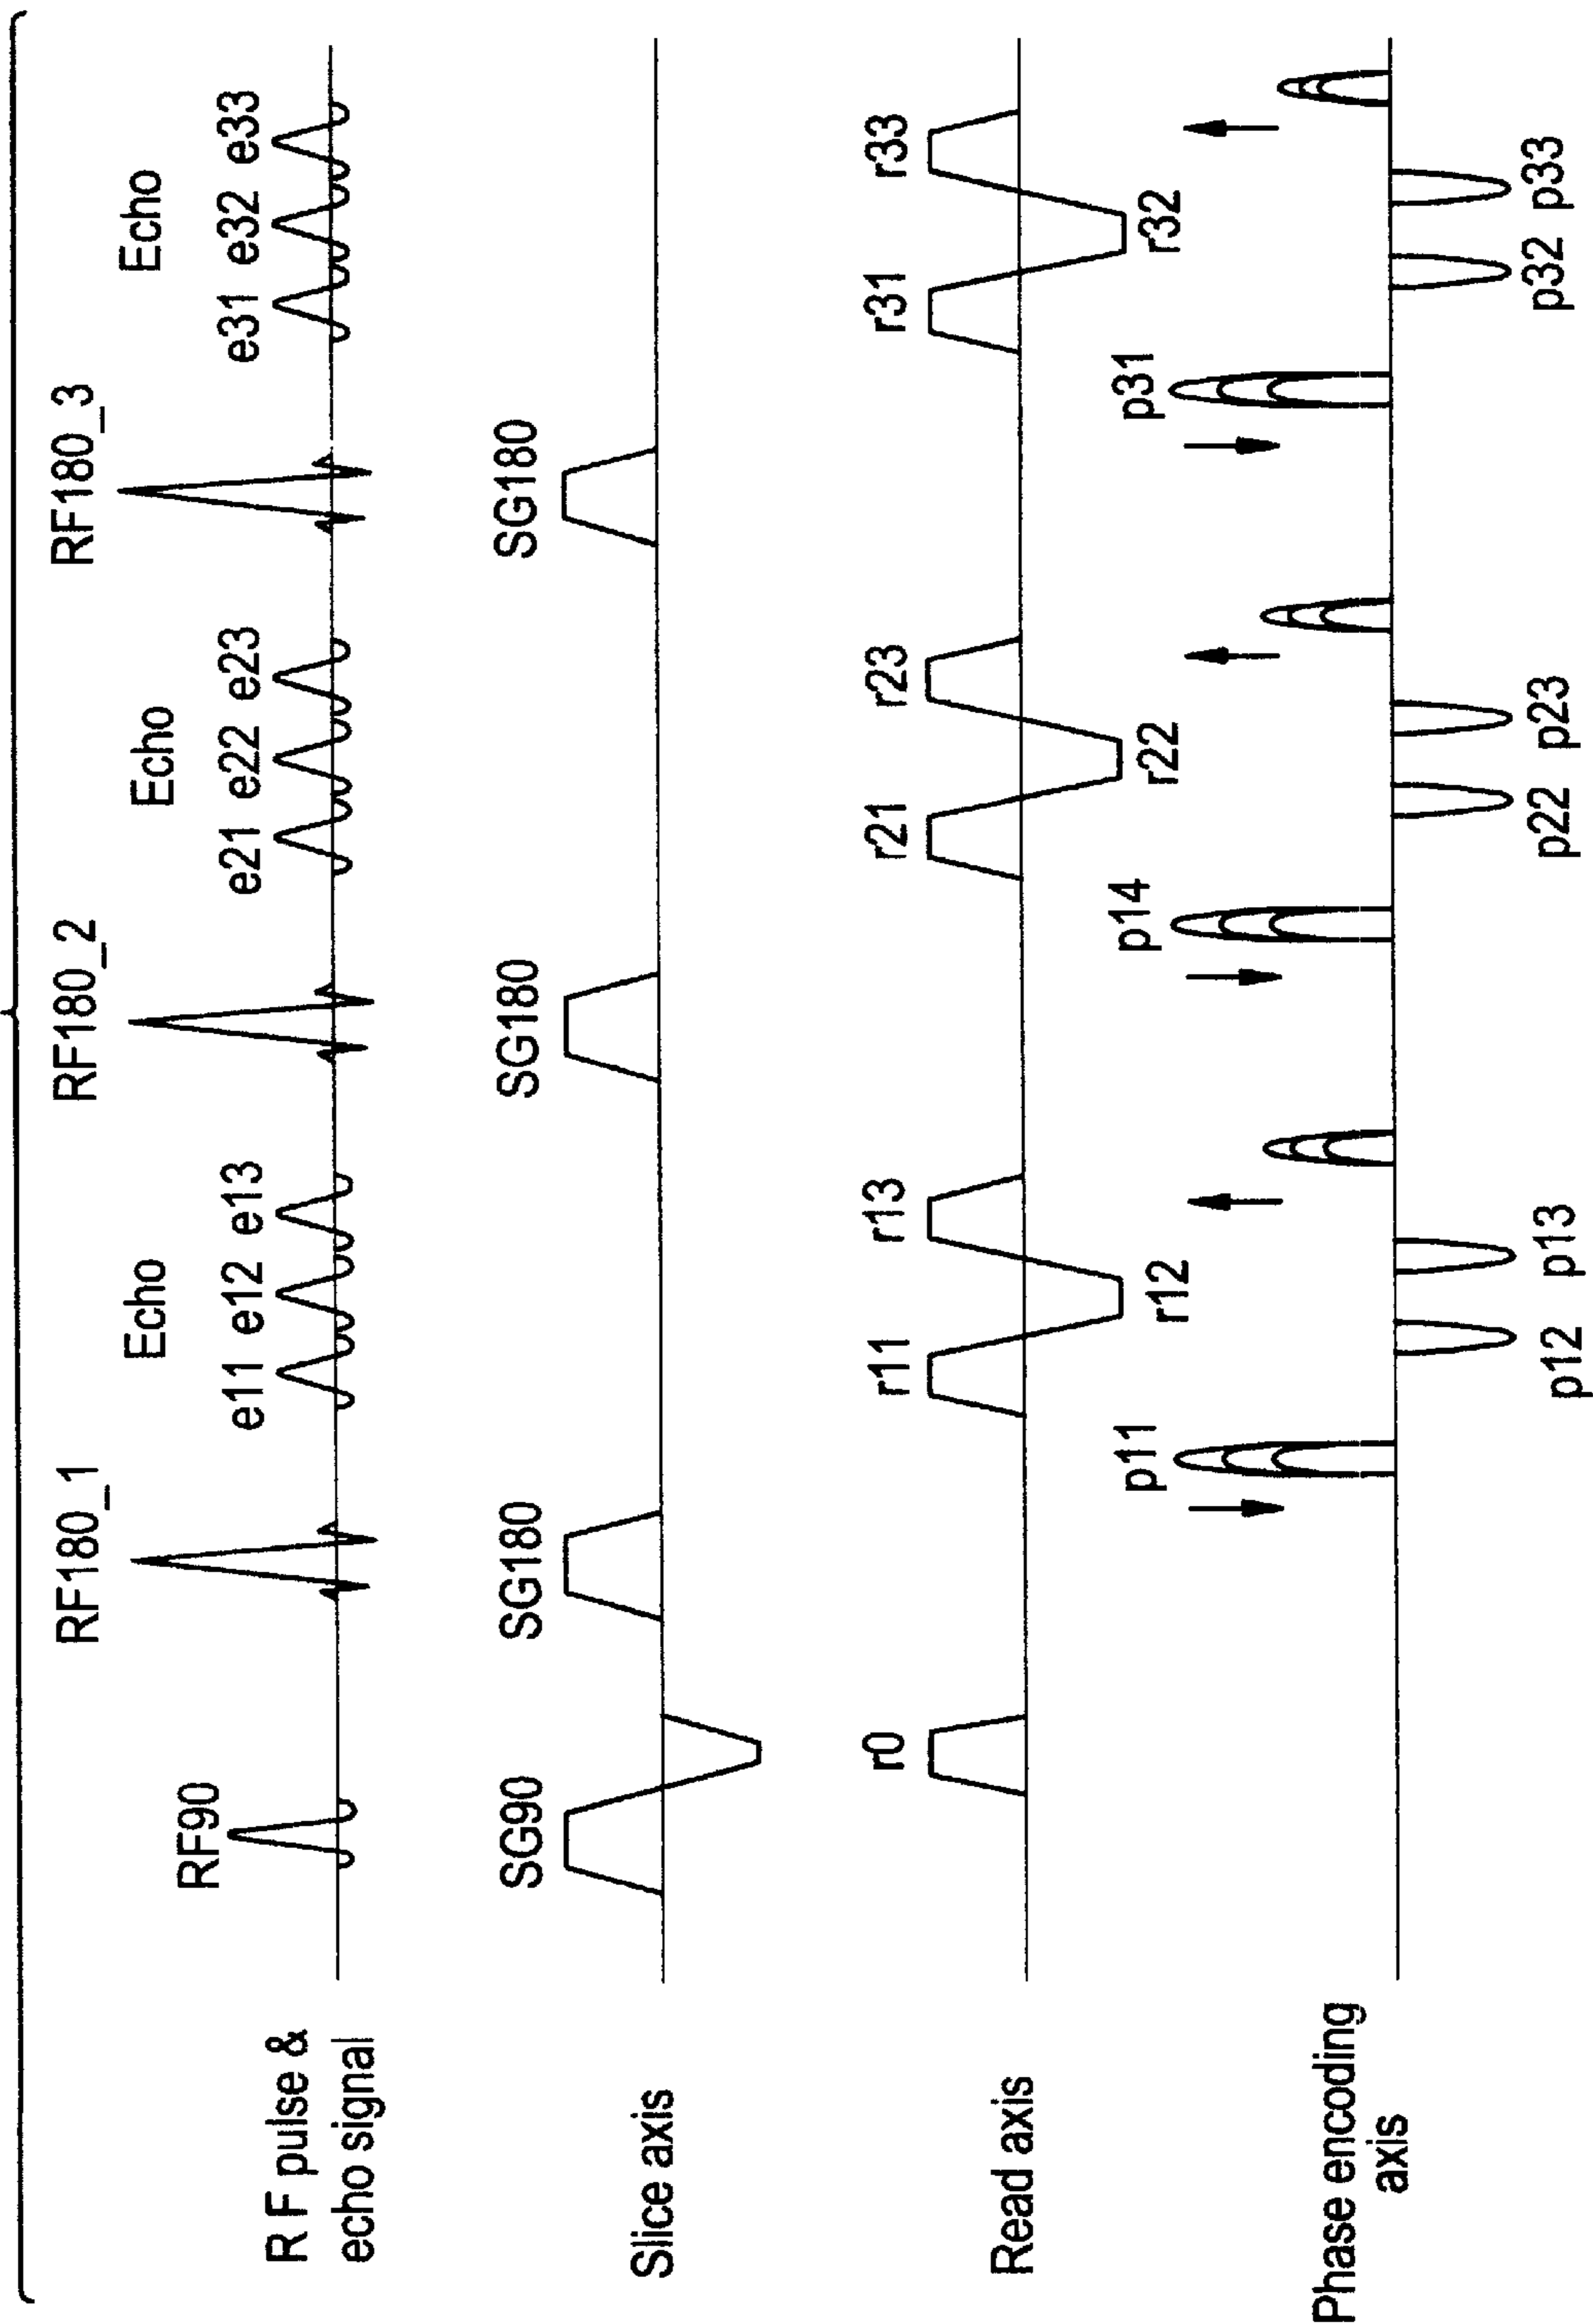 RF180_1
RF180_2
RF180_3
RF90
Echo
Echo
Echo
e11 e12 e13
e21 e22 e23
e31 e32 e33
R F pulse &
echo signal
SG90
SG180
SG180
SG180
Slice axis
r0
r11
r13
r21
r23
r31
r33
Read axis
r12
r22
r32
p11
p14
p31
Phase encoding
axis
p12
p13
p22
p23
p32
p33